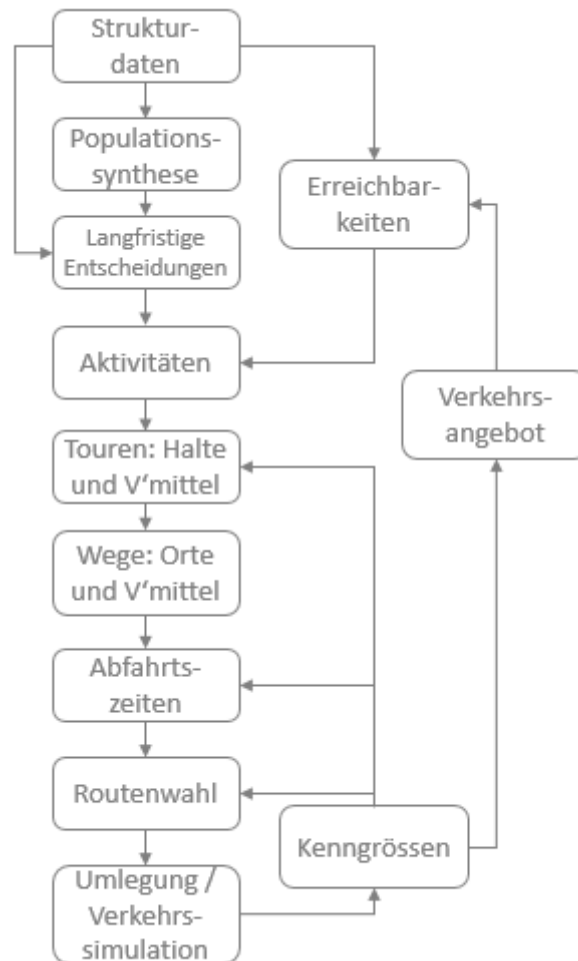 Struktur-
daten
Populations-
synthese
Erreichbar-
keiten
Langfristige
Entscheidungen
Aktivitäten
Verkehrs-
angebot
Touren: Halte
und V‘mittel
Wege: Orte
und V‘mittel
Abfahrts-
zeiten
Routenwahl
Kenngrössen
Umlegung /
Verkehrs-
simulation